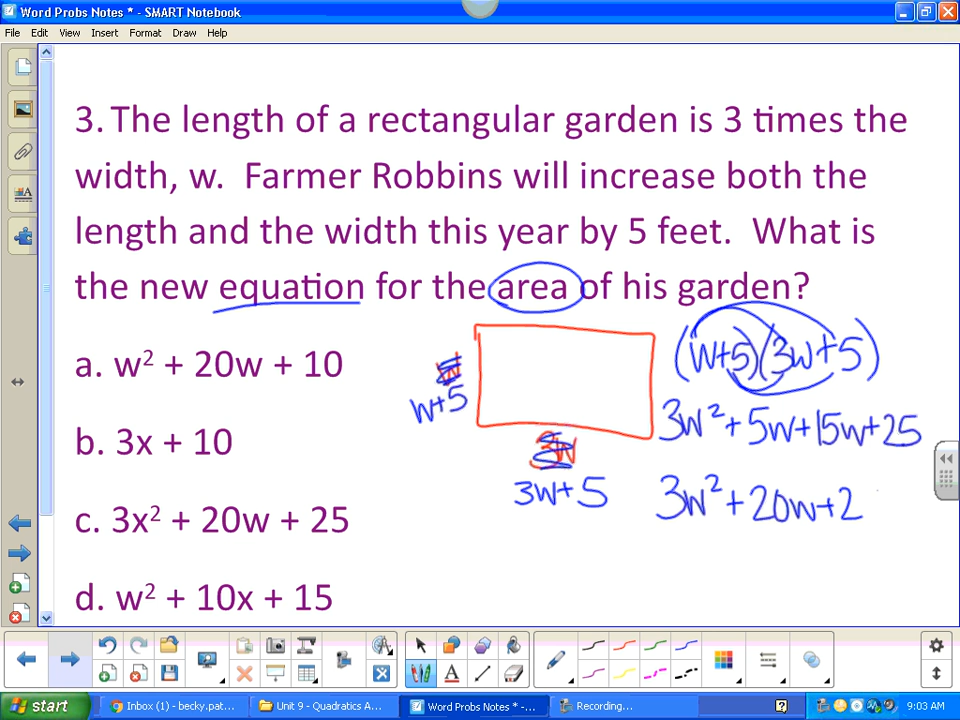 Word Probs Notes * - SMART Notebook
File Edit View Insert Format Draw Help
3. The length of a rectangular garden is 3 times the
width, w. Farmer Robbins will increase both the
length and the width this year by 5 feet. What is
the new equation for the area of his garden?
a. w² + 20w + 10
b. 3x + 10
c. 3x² + 20w + 25
d. w² + 10x + 15
w
w+5
3w
3w+5
(w+5)(3w+5)
3w²+5w+15w+25
3w²+20w+2
start
Inbox (1) - becky.pat...
Unit 9 - Quadratics A...
Word Probs Notes * -...
Recording...
9:03 AM